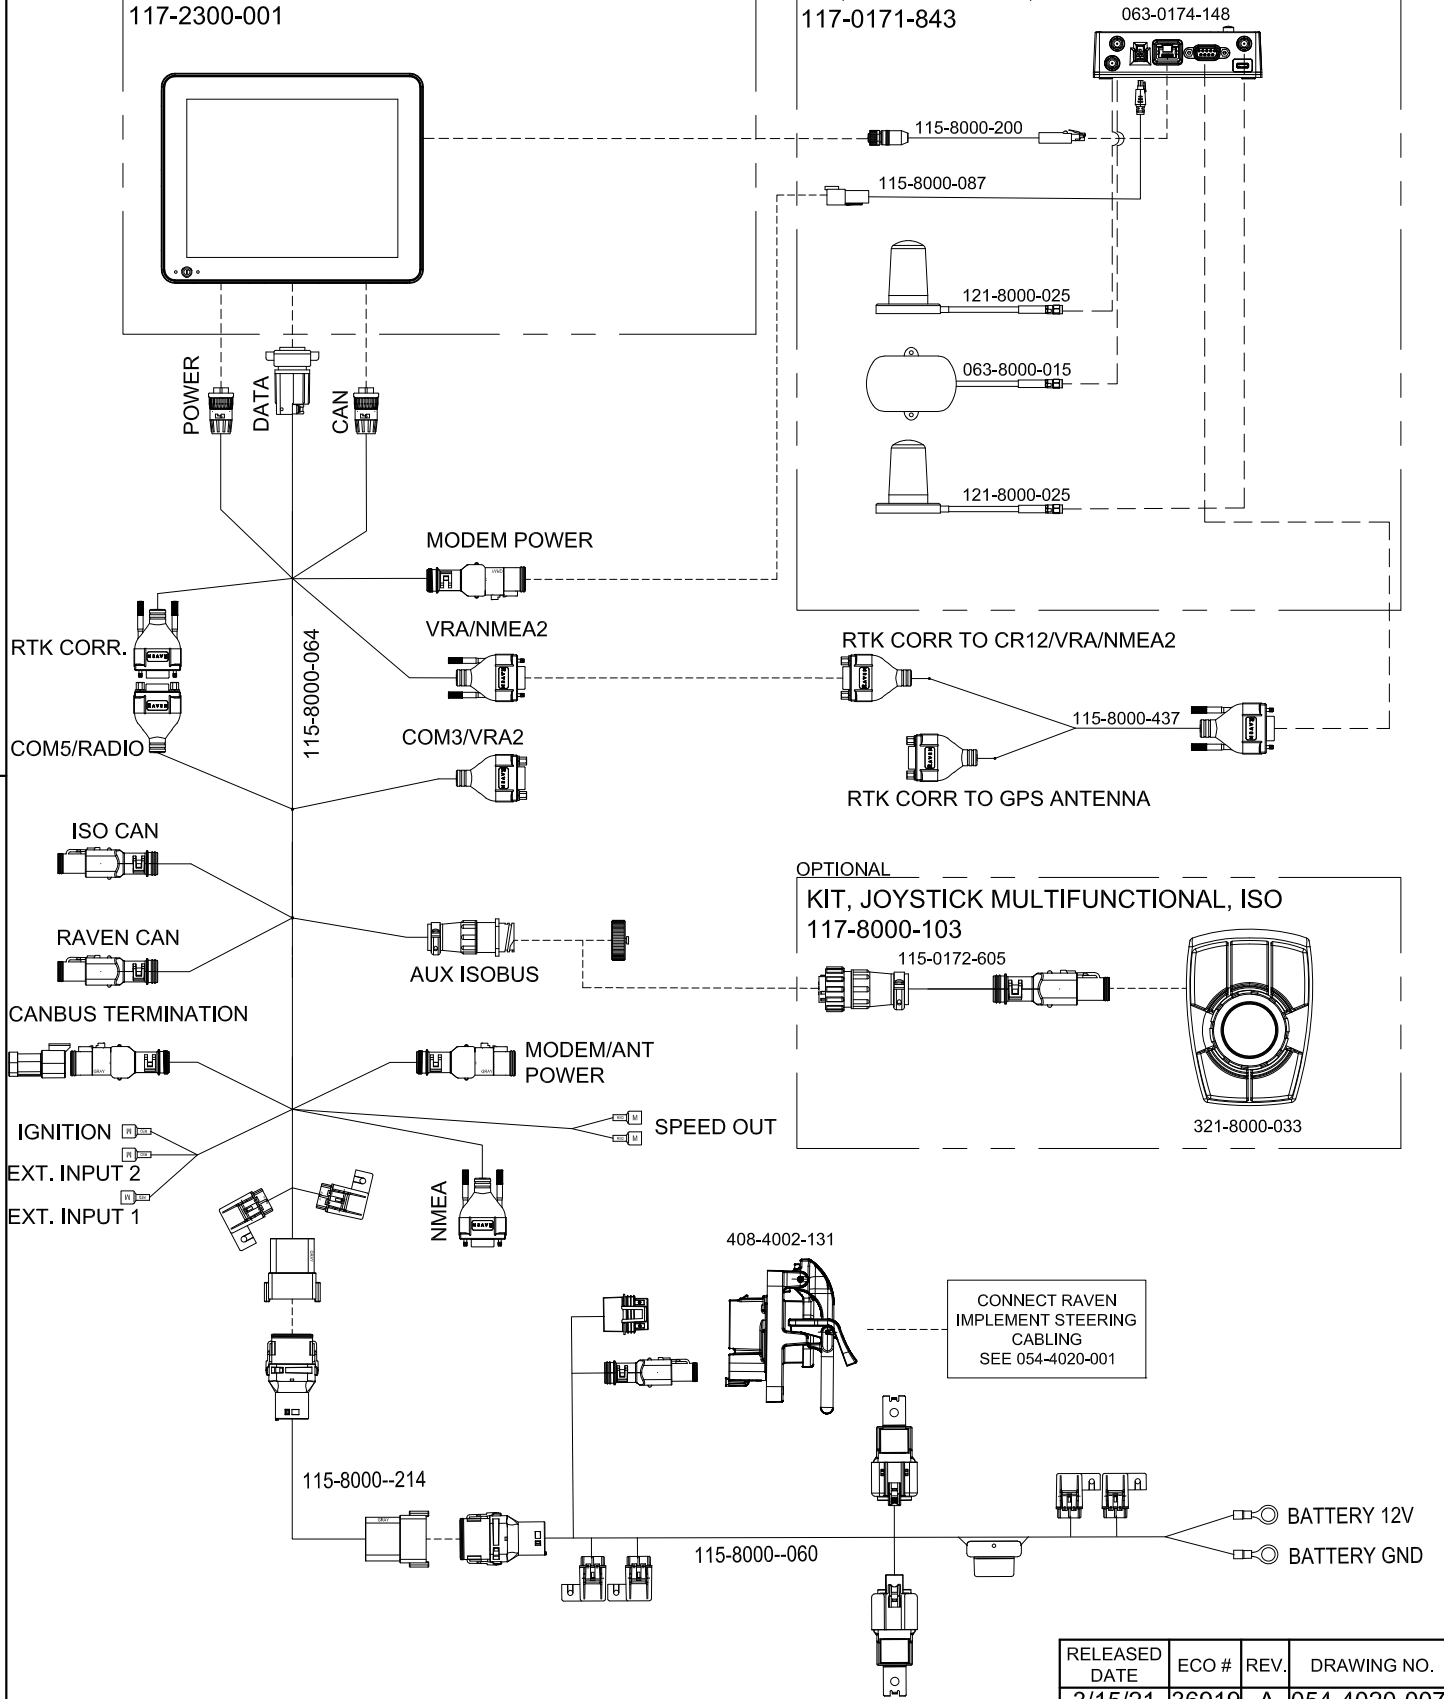 117-2300-001
117-0171-843
063-0174-148
115-8000-200
115-8000-087
121-8000-025
063-8000-015
121-8000-025
POWER
DATA
CAN
MODEM POWER
VRA/NMEA2
RTK CORR.
115-8000-064
COM5/RADIO
COM3/VRA2
RTK CORR TO CR12/VRA/NMEA2
115-8000-437
RTK CORR TO GPS ANTENNA
ISO CAN
RAVEN CAN
AUX ISOBUS
OPTIONAL
KIT, JOYSTICK MULTIFUNCTIONAL, ISO
117-8000-103
115-0172-605
321-8000-033
CANBUS TERMINATION
GRAY
MODEM/ANT
POWER
GRAY
IGNITION
EXT. INPUT 2
EXT. INPUT 1
SPEED OUT
NMEA
408-4002-131
CONNECT RAVEN
IMPLEMENT STEERING
CABLING
SEE 054-4020-001
115-8000--214
GRAY
115-8000--060
BATTERY 12V
BATTERY GND
RELEASED
DATE
ECO #
REV.
DRAWING NO.